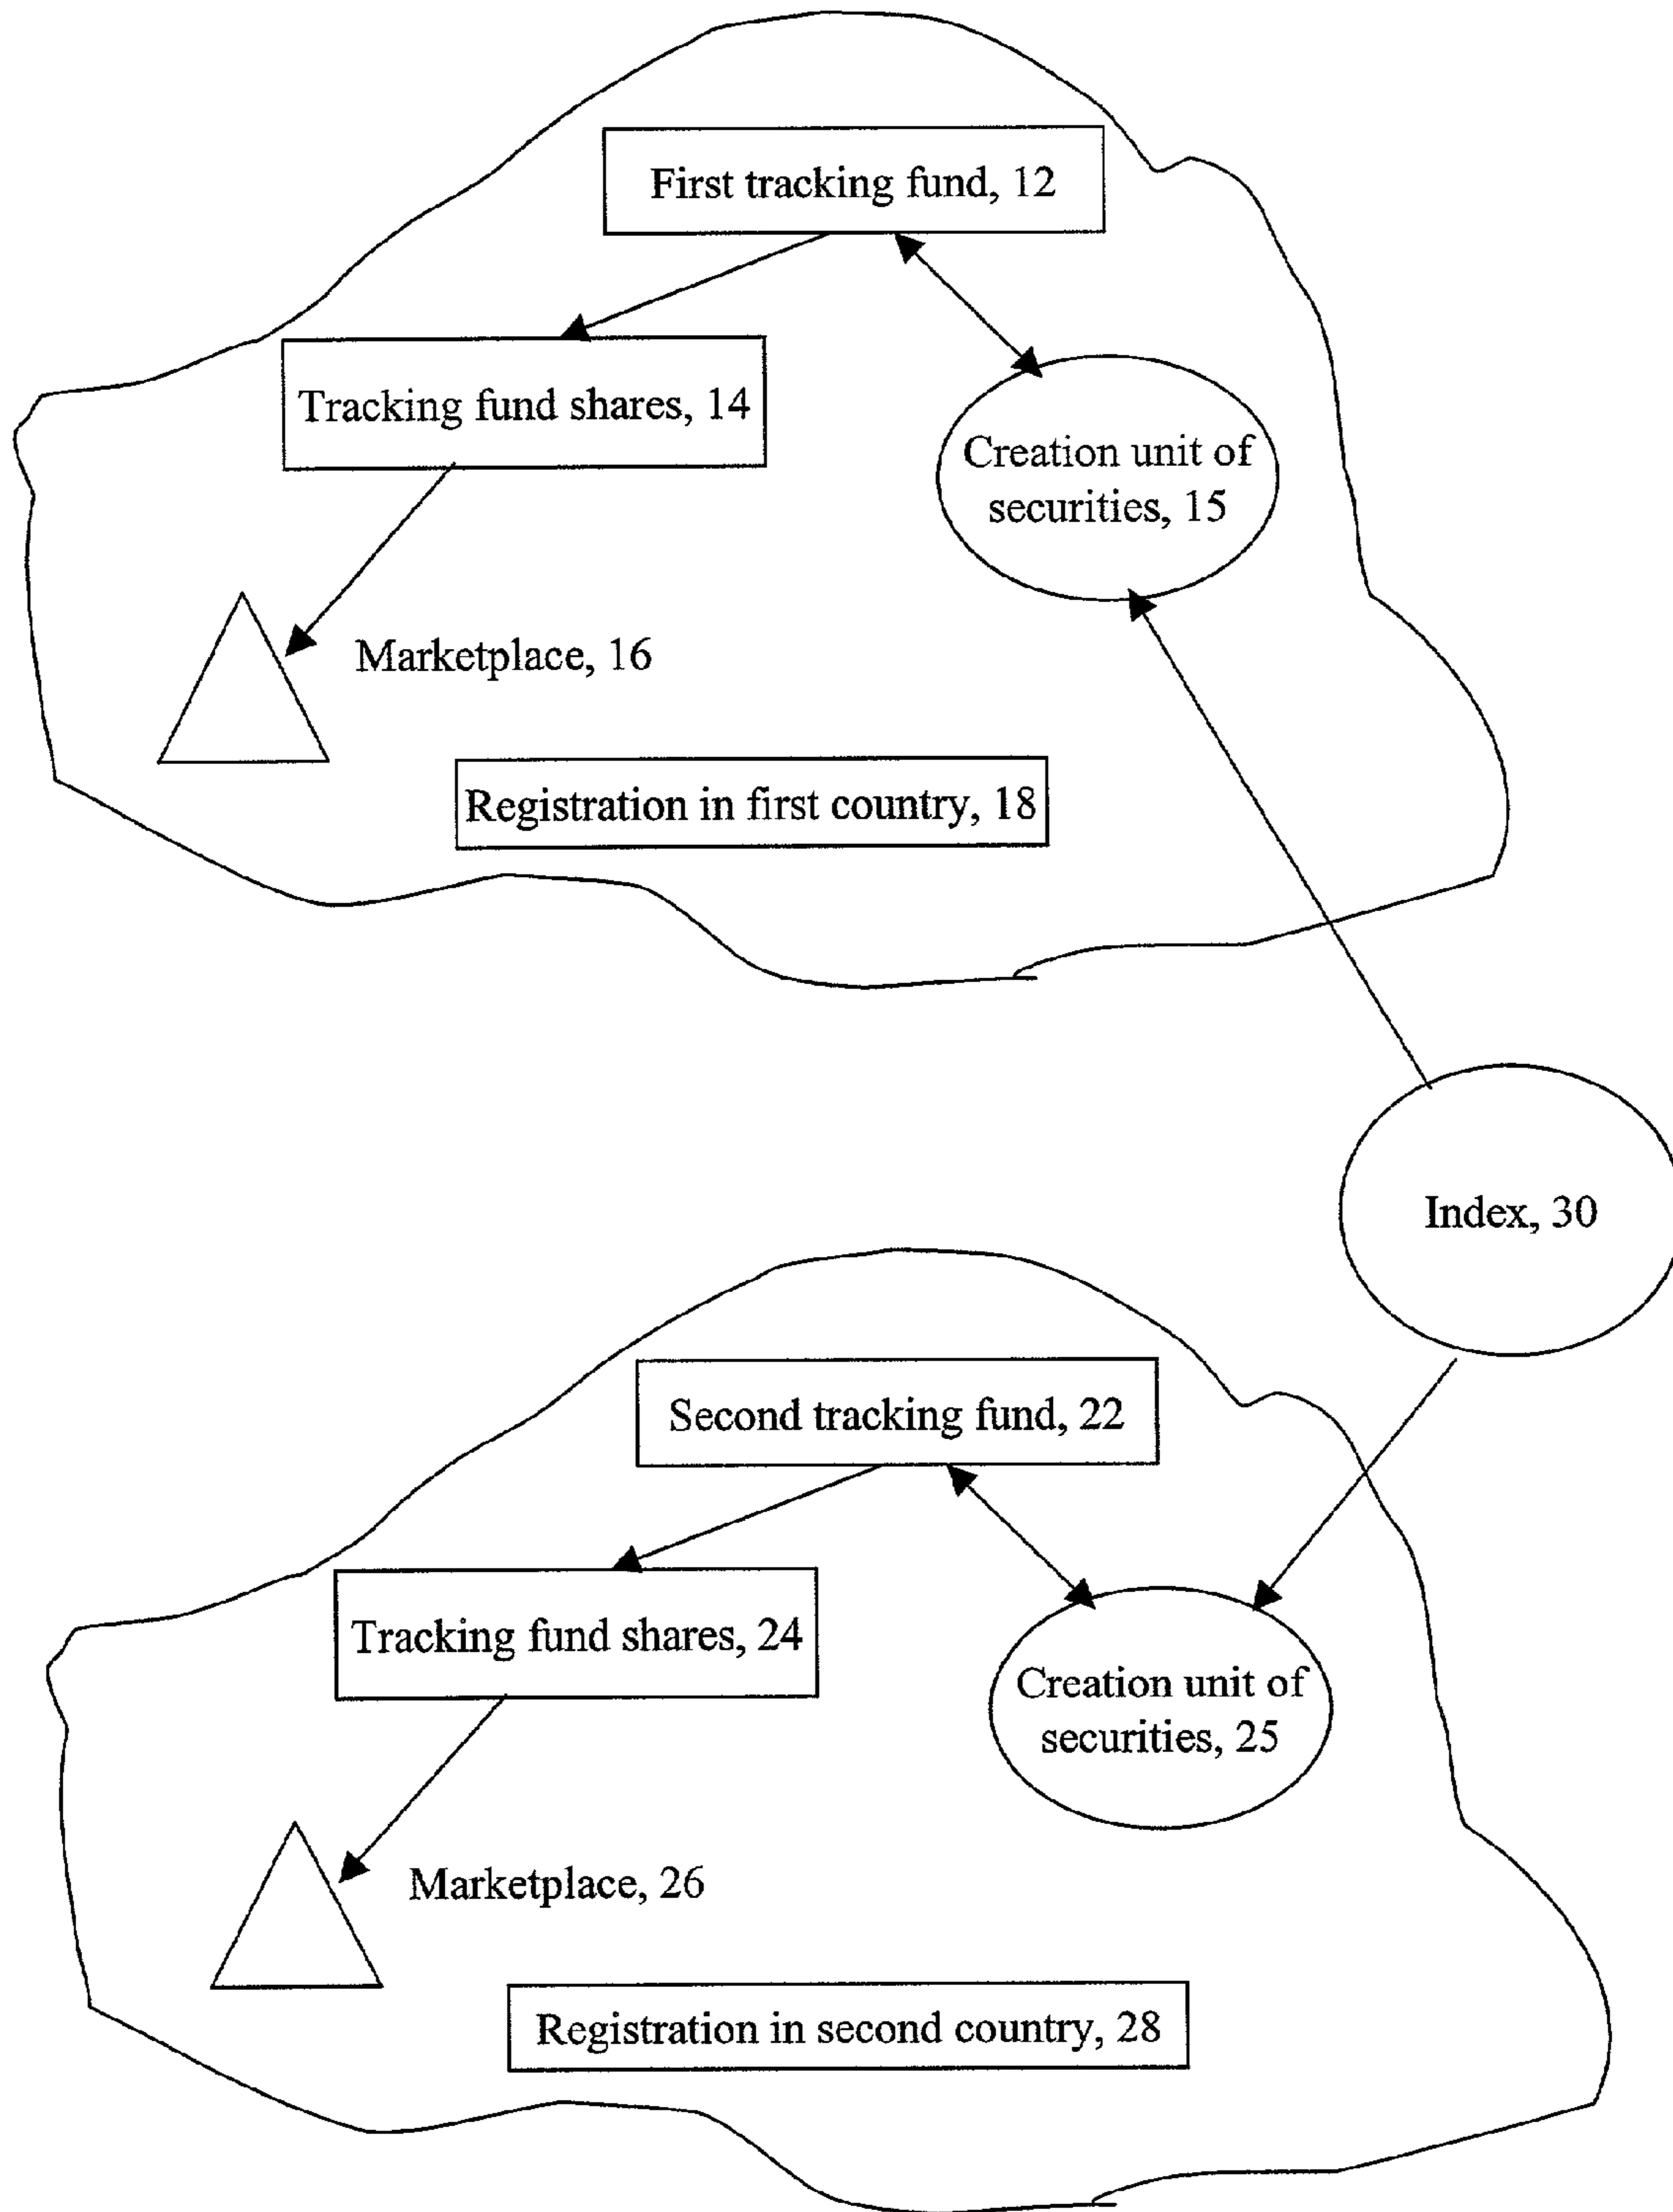 First tracking fund, 12
Tracking fund shares, 14
Creation unit of
securities, 15
Marketplace, 16
Registration in first country, 18
Index, 30
Second tracking fund, 22
Tracking fund shares, 24
Creation unit of
securities, 25
Marketplace, 26
Registration in second country, 28